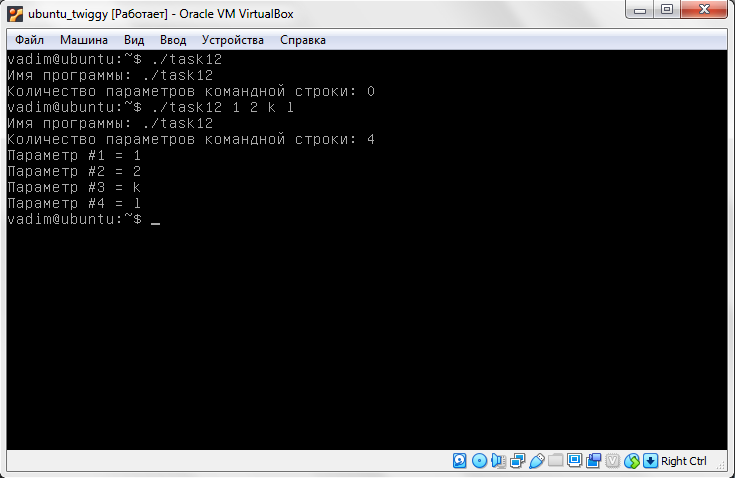 ubuntu_twiggy [Работает] - Oracle VM VirtualBox
Файл Машина Вид Ввод Устройства Справка
vadim@ubuntu:~$ ./task12
Имя программы: ./task12
Количество параметров командной строки: 0
vadim@ubuntu:~$ ./task12 1 2 k l
Имя программы: ./task12
Количество параметров командной строки: 4
Параметр #1 = 1
Параметр #2 = 2
Параметр #3 = k
Параметр #4 = l
vadim@ubuntu:~$ _
Right Ctrl